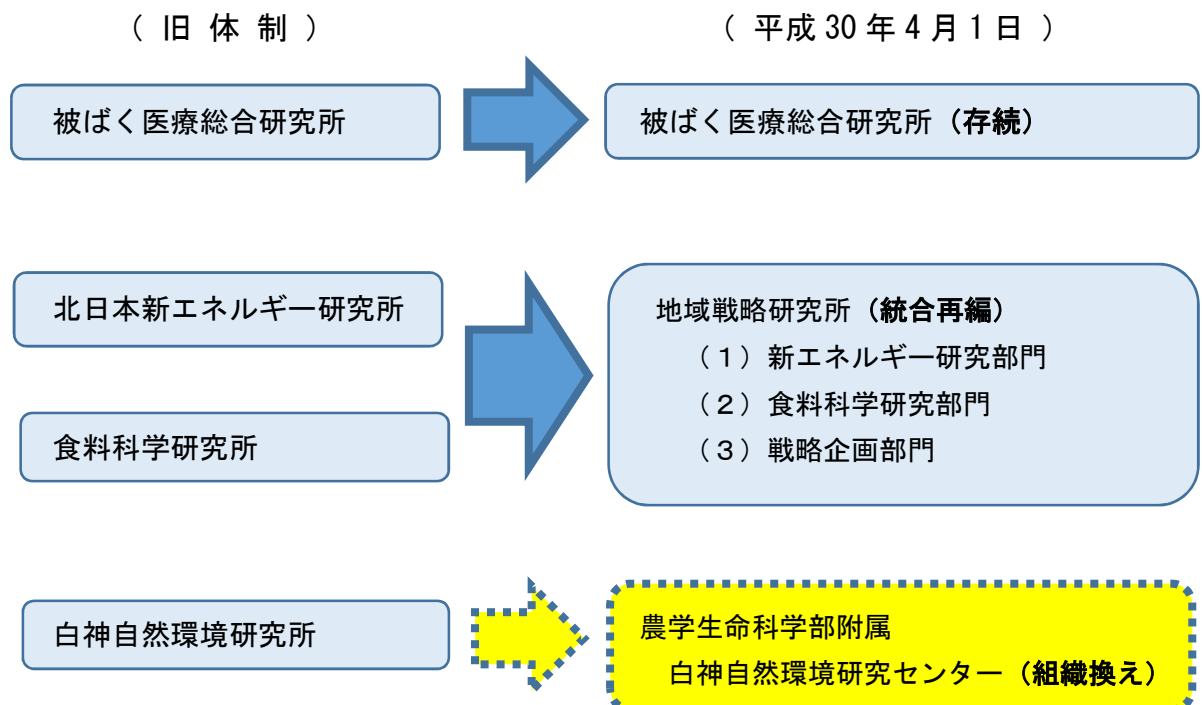 （ 旧 体 制 ）
（ 平成 30 年 4 月 1 日 ）
被ばく医療総合研究所
被ばく医療総合研究所（存続）
北日本新エネルギー研究所
食料科学研究所
地域戦略研究所（統合再編）
（１）新エネルギー研究部門
（２）食料科学研究部門
（３）戦略企画部門
白神自然環境研究所
農学生命科学部附属
白神自然環境研究センター（組織換え）